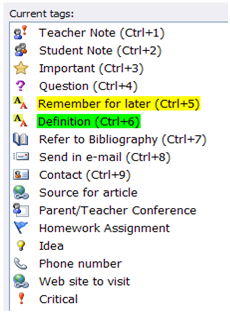 Current tags:
Teacher Note (Ctrl+1)
Student Note (Ctrl+2)
Important (Ctrl+3)
Question (Ctrl+4)
Remember for later (Ctrl+5)
Definition (Ctrl+6)
Refer to Bibliography (Ctrl+7)
Send in e-mail (Ctrl+8)
Contact (Ctrl+9)
Source for article
Parent/Teacher Conference
Homework Assignment
Idea
Phone number
Web site to visit
Critical